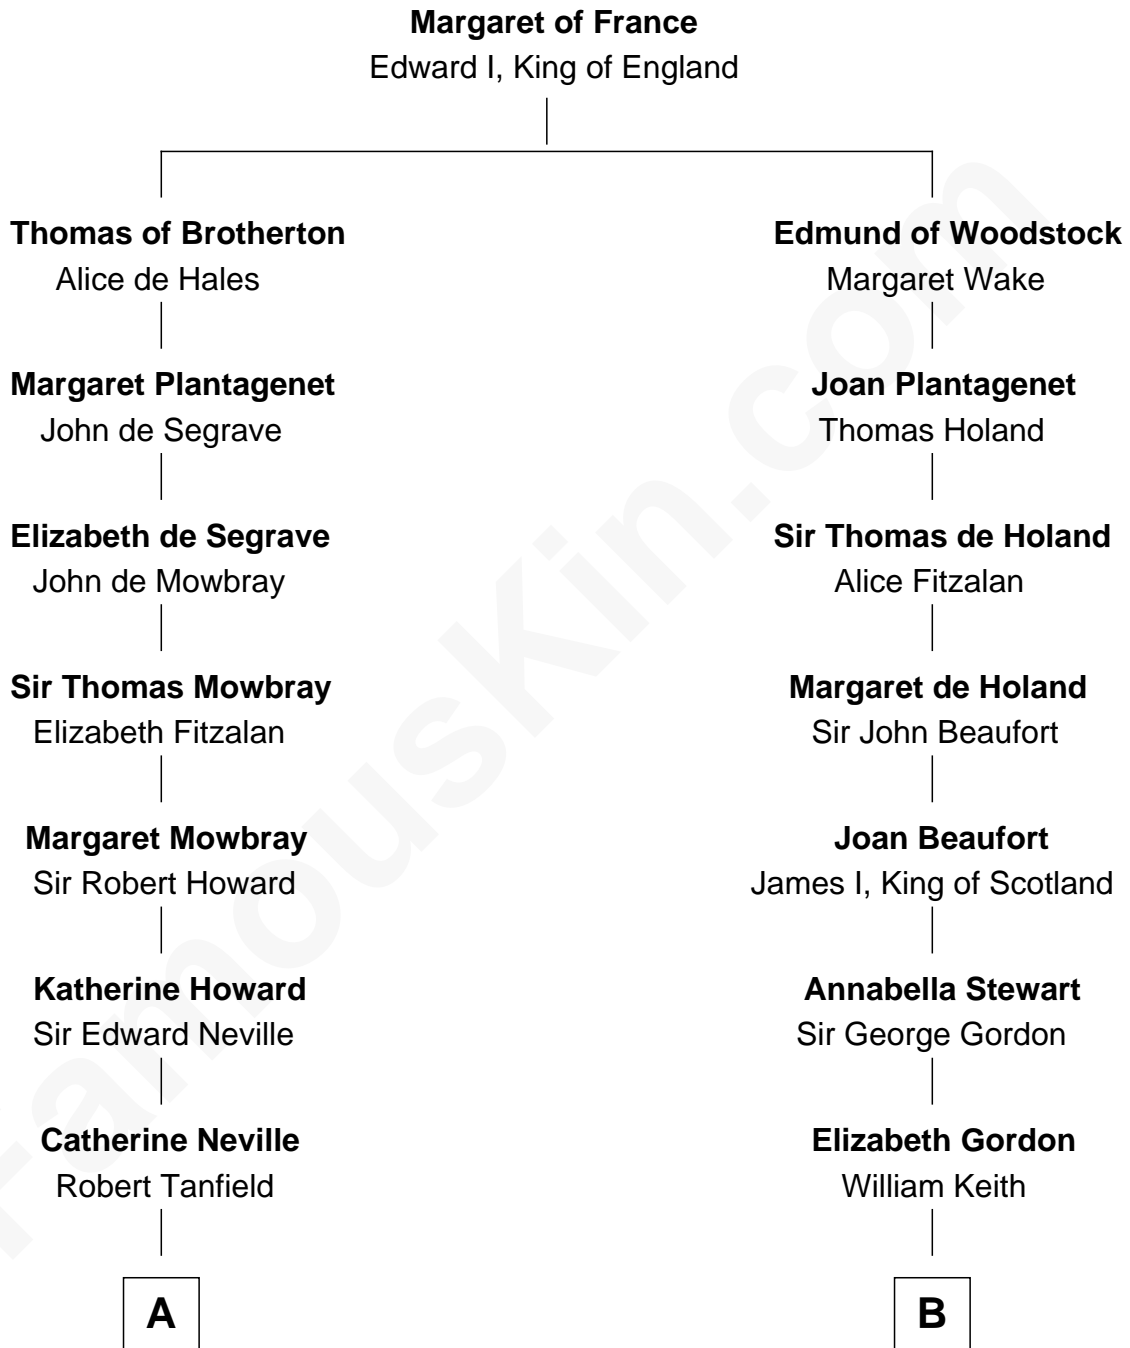 Margaret of France
Edward I, King of England
Thomas of Brotherton
Alice de Hales
Edmund of Woodstock
Margaret Wake
Margaret Plantagenet
John de Segrave
Joan Plantagenet
Thomas Holand
Elizabeth de Segrave
John de Mowbray
Sir Thomas de Holand
Alice Fitzalan
Sir Thomas Mowbray
Elizabeth Fitzalan
Margaret de Holand
Sir John Beaufort
Margaret Mowbray
Sir Robert Howard
Joan Beaufort
James I, King of Scotland
Katherine Howard
Sir Edward Neville
Annabella Stewart
Sir George Gordon
Catherine Neville
Robert Tanfield
Elizabeth Gordon
William Keith
A
B
FamousKin.com